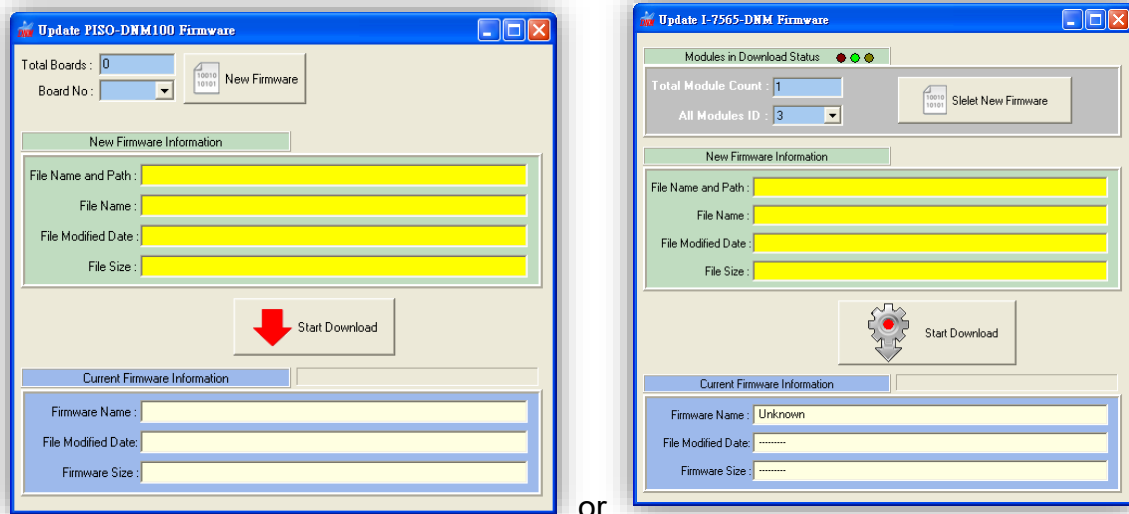 Update PISO-DNM100 Firmware
Total Boards : 0
Board No :
New Firmware
New Firmware Information
File Name and Path :
File Name :
File Modified Date :
File Size :
Start Download
Current Firmware Information
Firmware Name :
File Modified Date:
Firmware Size :
or
Update I-7565-DNM Firmware
Modules in Download Status
Total Module Count : 1
All Modules ID : 3
Slelet New Firmware
New Firmware Information
File Name and Path :
File Name :
File Modified Date :
File Size :
Start Download
Current Firmware Information
Firmware Name : Unknown
File Modified Date: ---------
Firmware Size : ---------